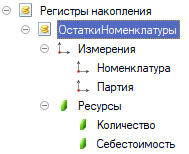 Регистры накопления
ОстаткиНоменклатуры
Измерения
Номенклатура
Партия
Ресурсы
Количество
Себестоимость